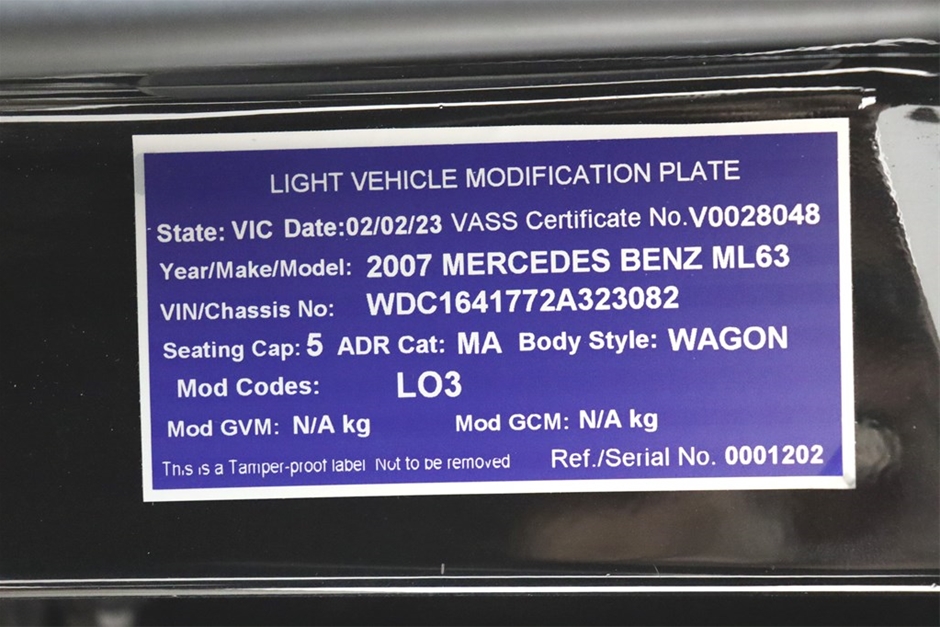 LIGHT VEHICLE MODIFICATION PLATE
State: VIC Date:02/02/23 VASS Certificate No.V0028048
Year/Make/Model: 2007 MERCEDES BENZ ML63
VIN/Chassis No: WDC1641772A323082
Seating Cap: 5 ADR Cat: MA Body Style: WAGON
Mod Codes: LO3
Mod GVM: N/A kg Mod GCM: N/A kg
This is a Tamper-proof label Not to be removed Ref./Serial No. 0001202